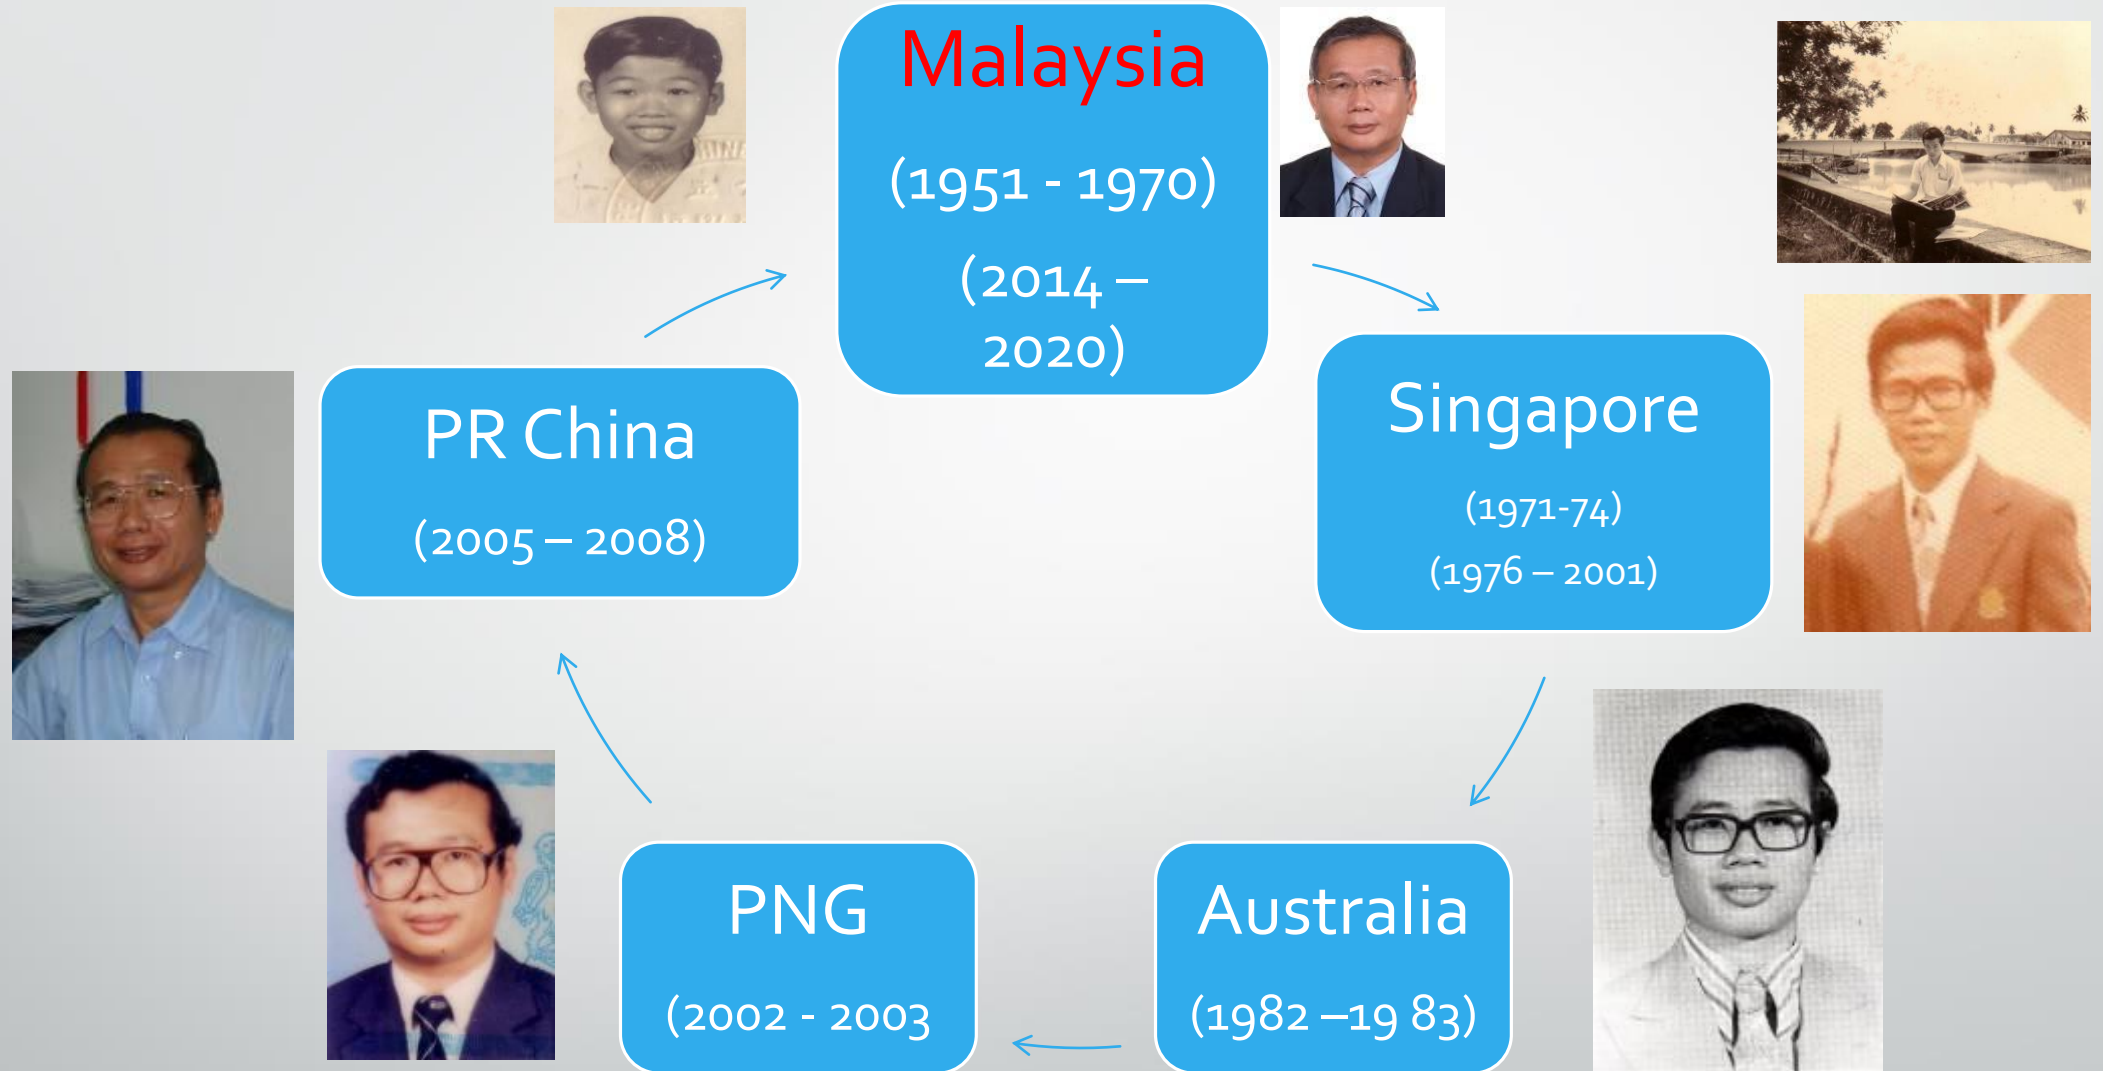 Malaysia
(1951 - 1970)
(2014 –
2020)
Singapore
(1971-74)
(1976 – 2001)
Australia
(1982 –19 83)
PNG
(2002 - 2003
PR China
(2005 – 2008)